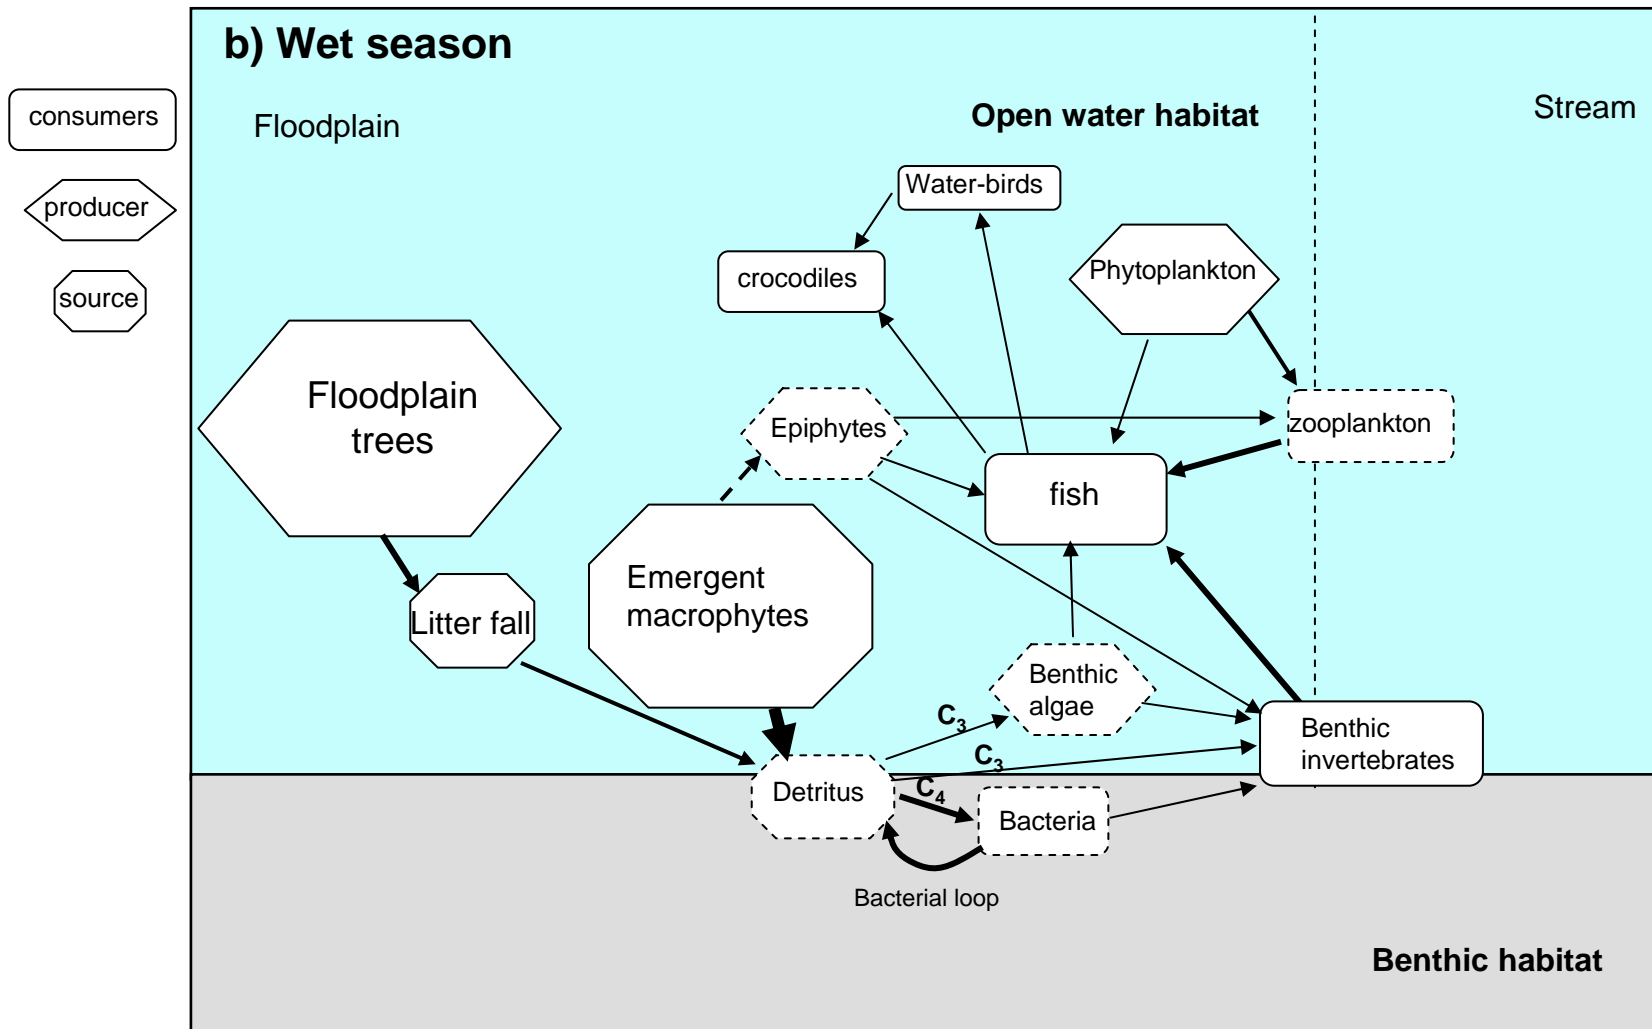 b) Wet season
consumers
producer
source
Floodplain
Open water habitat
Stream
Water-birds
crocodiles
Phytoplankton
Floodplain
trees
Epiphytes
zooplankton
fish
Emergent
macrophytes
Litter fall
Benthic
algae
C3
C3
C4
Benthic
invertebrates
Detritus
Bacteria
Bacterial loop
Benthic habitat